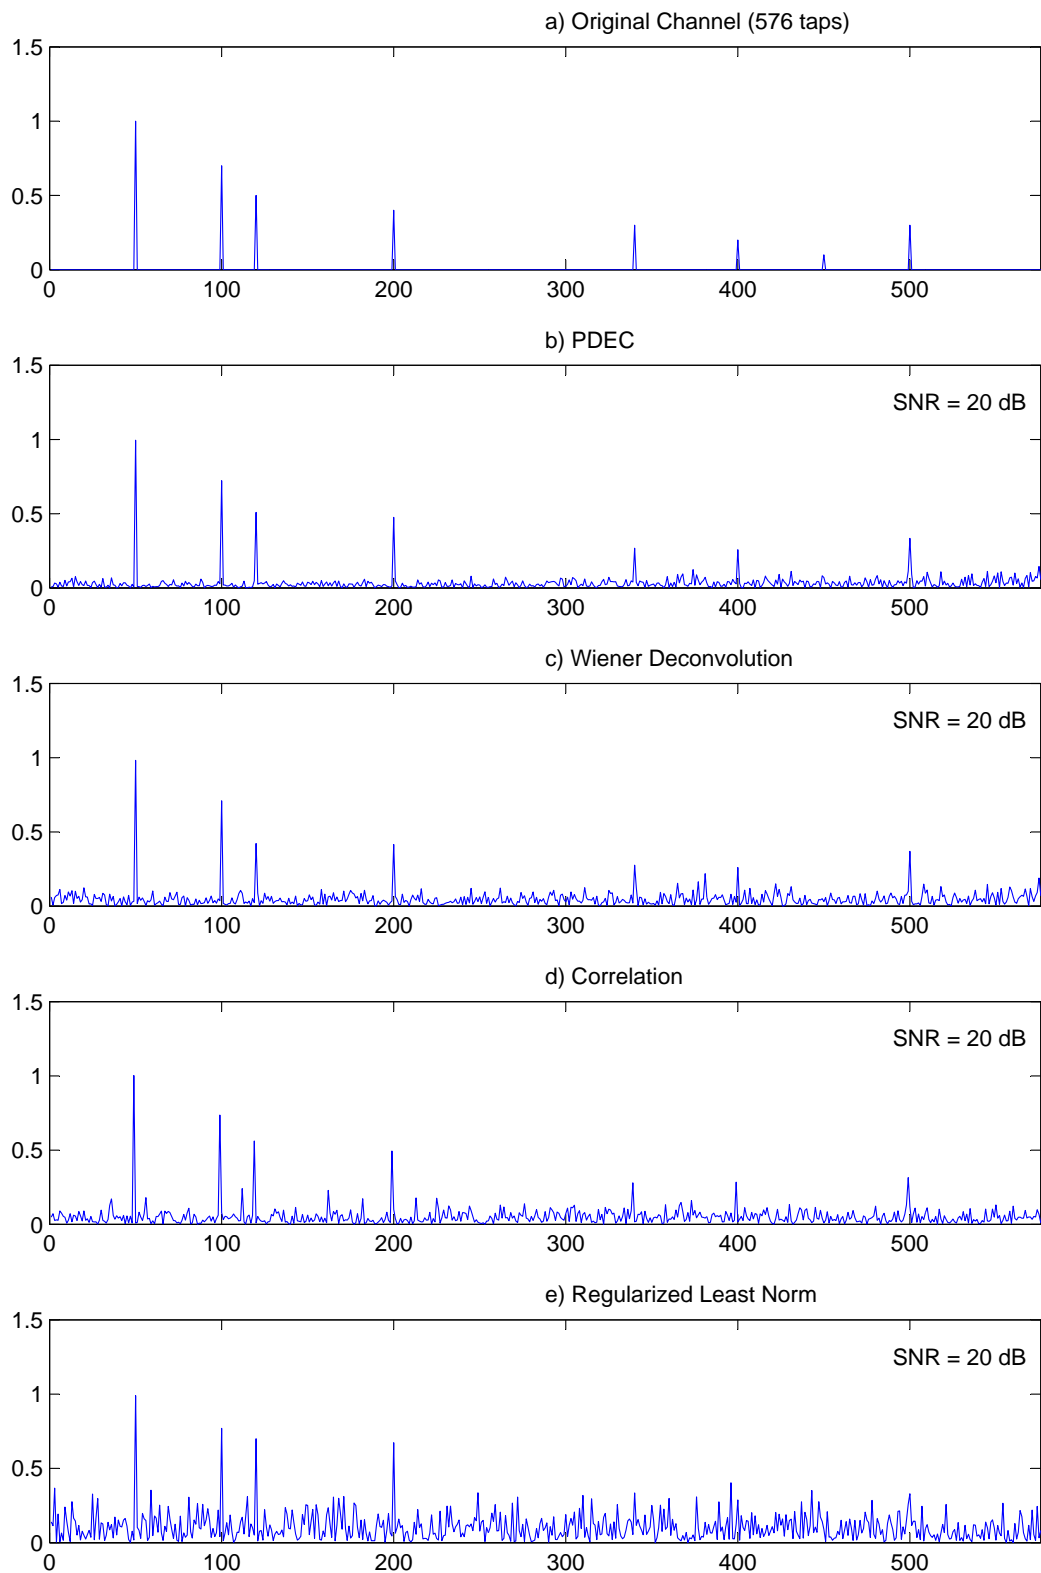 a) Original Channel (576 taps)
1.5
1
0.5
0
0 100 200 300 400 500
b) PDEC
1.5
SNR = 20 dB
1
0.5
0
0 100 200 300 400 500
c) Wiener Deconvolution
1.5
SNR = 20 dB
1
0.5
0
0 100 200 300 400 500
d) Correlation
1.5
SNR = 20 dB
1
0.5
0
0 100 200 300 400 500
e) Regularized Least Norm
1.5
SNR = 20 dB
1
0.5
0
0 100 200 300 400 500